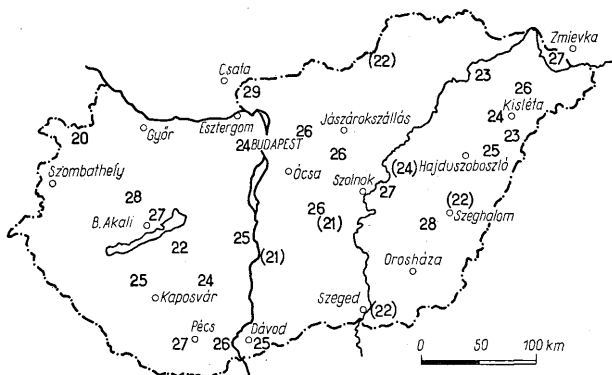 Zmievka
(22)
27
Csata
23
29
26
Kisléta
24
20
Győr
Esztergom
26
Jászárokszállás
23
24 BUDAPEST
26
25
Hajduszoboszló
Szombathely
Ócsa
(24)
Szolnok
27
28
(22)
Szeghalom
27
B. Akali
26
(21)
28
22
25
(21)
Orosháza
25
24
Kaposvár
Szeged
(22)
Pécs
Dávod
27
26
25
0 50 100 km